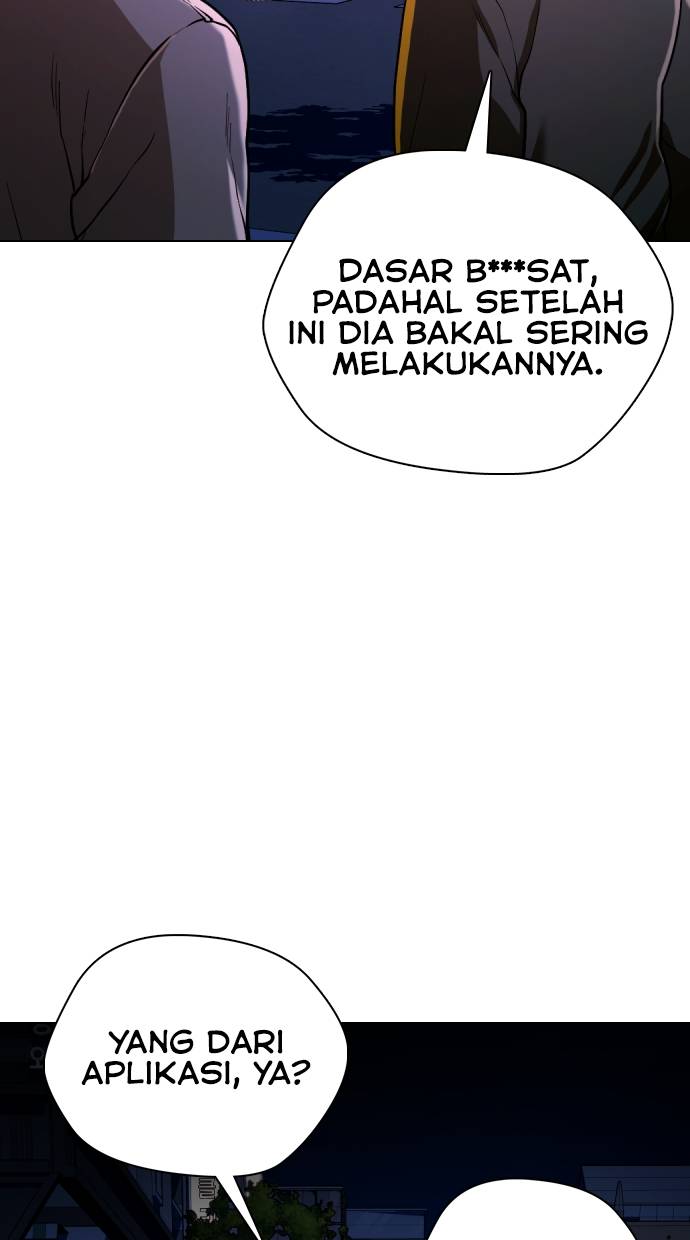 DASAR B***SAT,
PADAHAL SETELAH
INI DIA BAKAL SERING
MELAKUKANNYA.
YANG DARI
APLIKASI, YA?